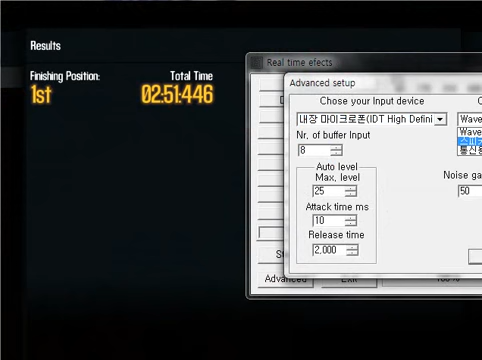 Results
Finishing Position:
Total Time
1st
02:51:446
Real time efects
Advanced setup
Chose your Input device
내장 마이크로폰(IDT High Defini
Wave
Wave
Nr. of buffer Input
8
Auto level
Max. level
25
Noise ga
50
Attack time ms
10
Release time
2,000
Advanced
Exit
100%